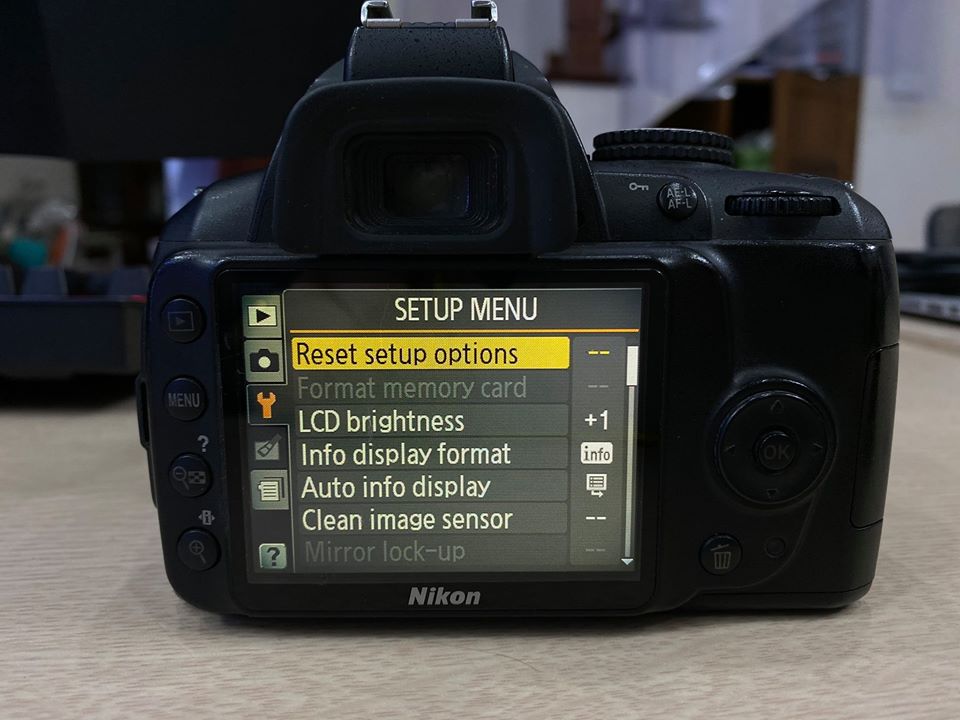 AE-L
AF-L
SETUP MENU
Reset setup options --
Format memory card --
LCD brightness +1
Info display format info
Auto info display
Clean image sensor --
Mirror lock-up --
MENU
?
?
OK
Nikon